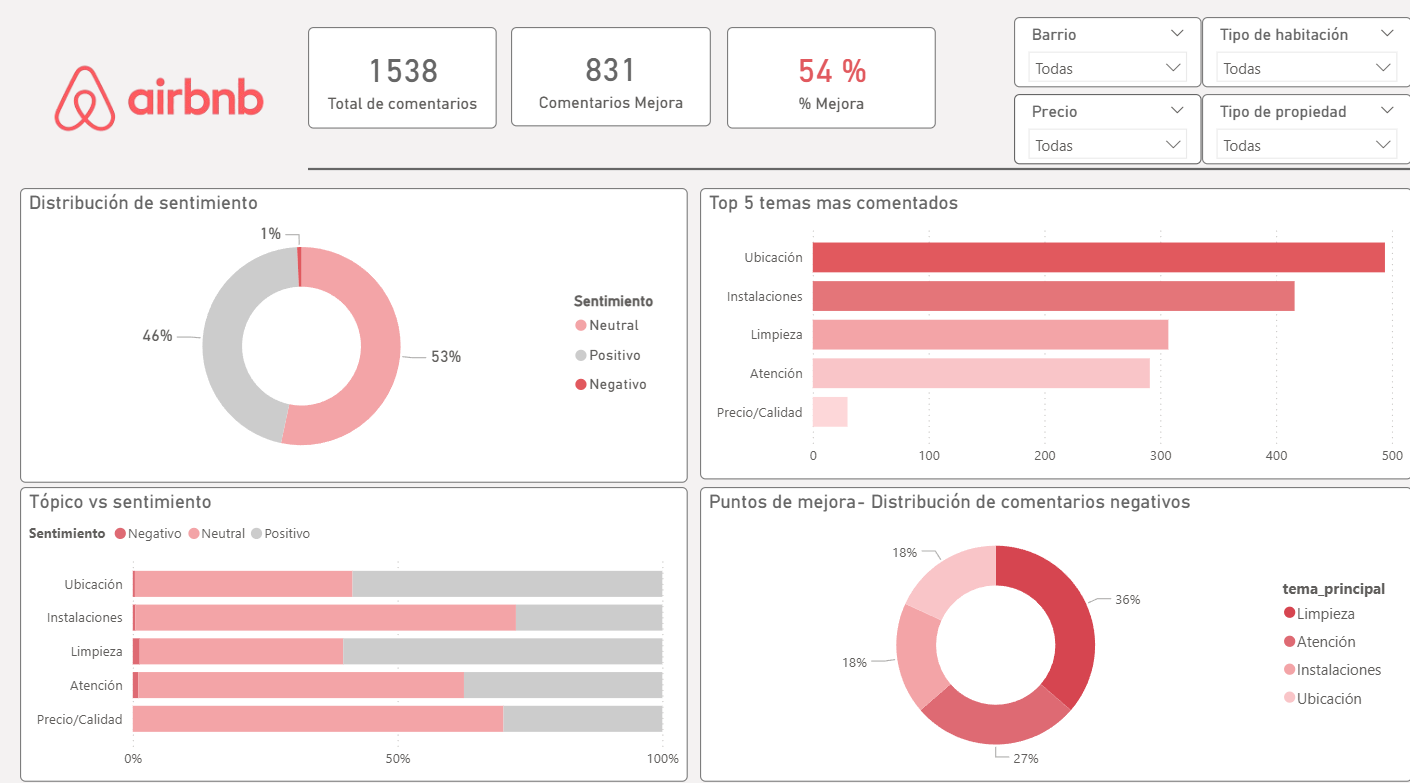 airbnb
1538
Total de comentarios
831
Comentarios Mejora
54 %
% Mejora
Barrio
Todas
Tipo de habitación
Todas
Precio
Todas
Tipo de propiedad
Todas
Distribución de sentimiento
1%
46%
53%
Sentimiento
Neutral
Positivo
Negativo
Top 5 temas mas comentados
Ubicación
Instalaciones
Limpieza
Atención
Precio/Calidad
0 100 200 300 400 500
Tópico vs sentimiento
Sentimiento Negativo Neutral Positivo
Ubicación
Instalaciones
Limpieza
Atención
Precio/Calidad
0% 50% 100%
Puntos de mejora- Distribución de comentarios negativos
18%
36%
18%
27%
tema_principal
Limpieza
Atención
Instalaciones
Ubicación